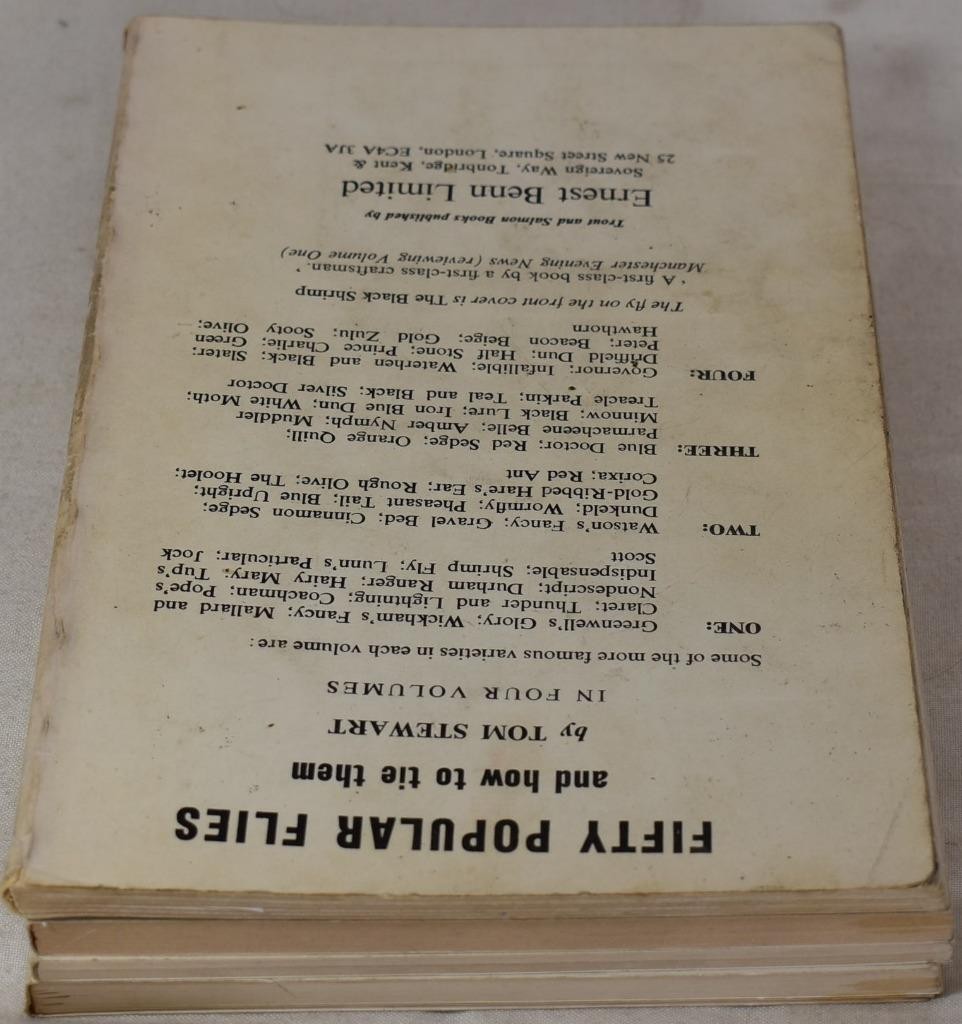 FIFTY POPULAR FLIES
and how to tie them
by TOM STEWART
IN FOUR VOLUMES
Some of the more famous varieties in each volume are:
ONE: Greenwell's Glory; Wickham's Fancy; Mallard and
Claret; Thunder and Lightning; Coachman; Pope's
Nondescript; Durham Ranger; Hairy Mary; Tup's
Indispensable; Shrimp Fly; Lunn's Particular; Jock
Scott
TWO: Watson's Fancy; Gravel Bed; Cinnamon Sedge;
Dunkeld; Wormfly; Pheasant Tail; Blue Upright;
Gold-Ribbed Hare's Ear; Rough Olive; The Hoolet;
Corixa; Red Ant
THREE: Blue Doctor; Red Sedge; Orange Quill;
Parmacheene Belle; Amber Nymph; Muddler
Minnow; Black Lure; Iron Blue Dun; White Moth;
Treacle Parkin; Teal and Black; Silver Doctor
FOUR: Governor; Infallible; Waterhen and Black; Slater;
Driffield Dun; Half Stone; Prince Charlie; Green
Peter; Beacon Beige; Gold Zulu; Sooty Olive;
Hawthorn
The fly on the front cover is The Black Shrimp
'A first-class book by a first-class craftsman.'
Manchester Evening News (reviewing Volume One)
Trout and Salmon Books published by
Ernest Benn Limited
Sovereign Way, Tonbridge, Kent &
25 New Street Square, London, EC4A 3JA